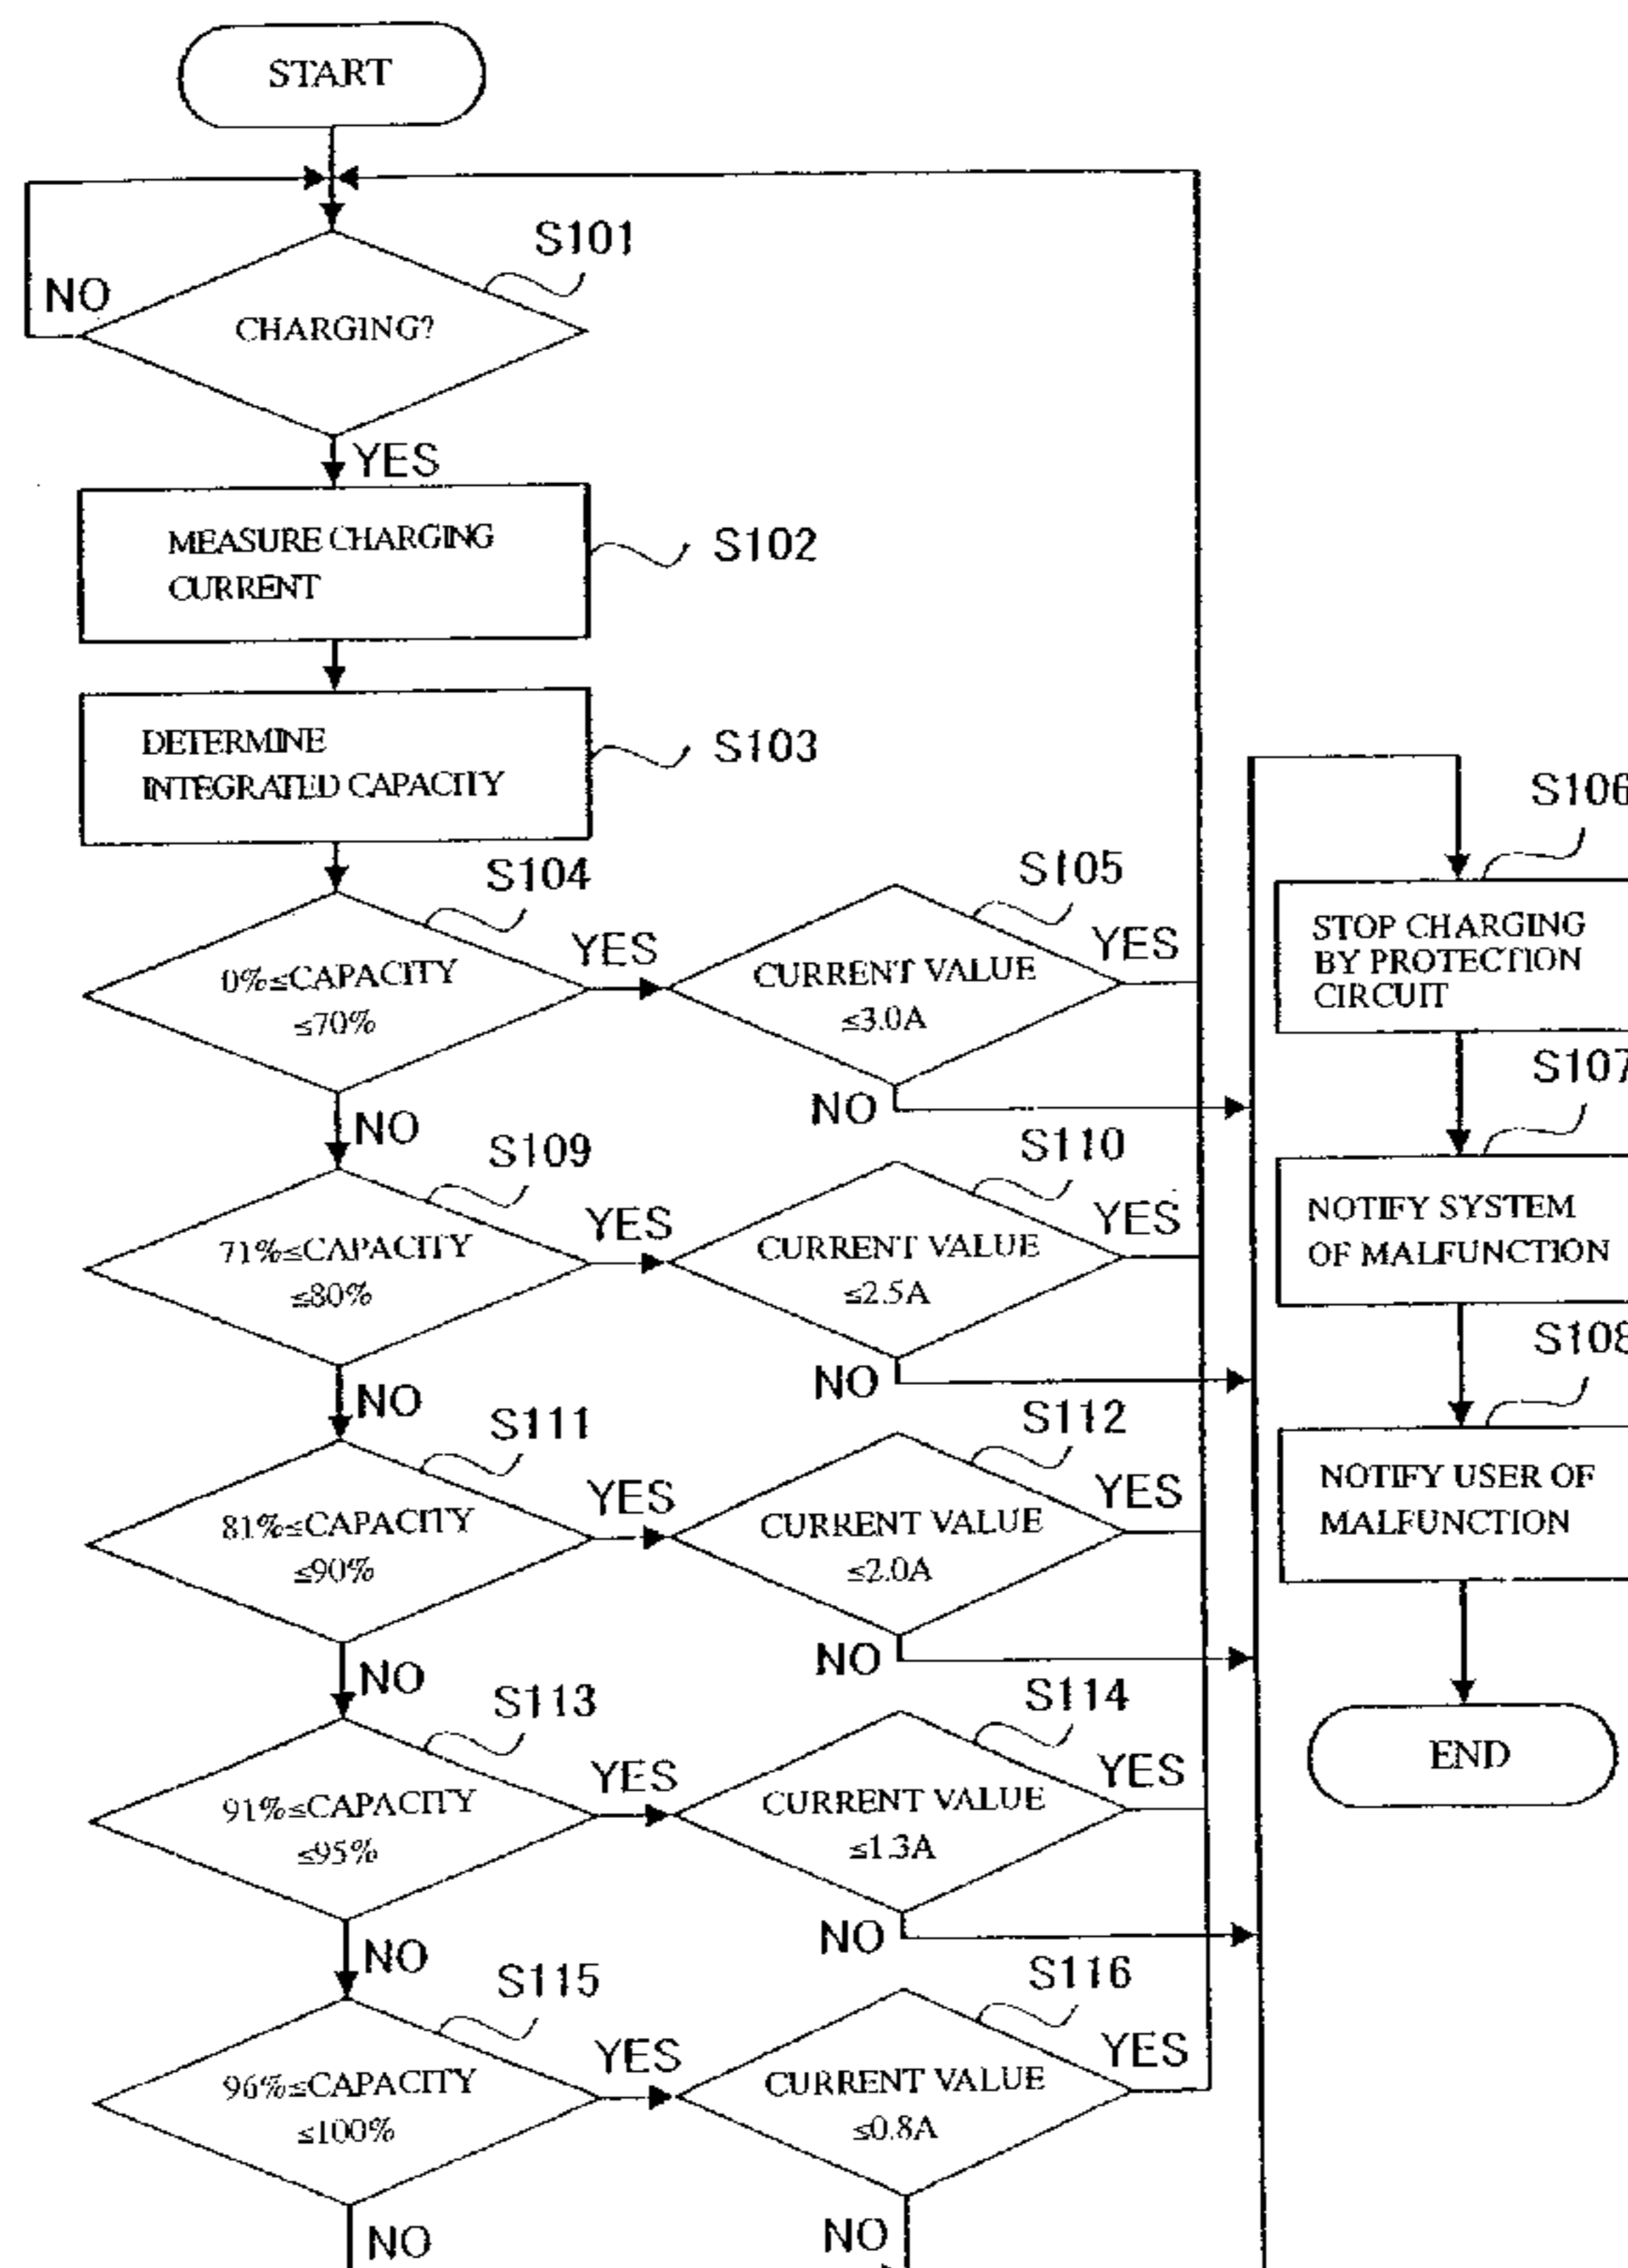 START
S101
NO
CHARGING?
YES
MEASURE CHARGING
CURRENT
S102
DETERMINE
INTEGRATED CAPACITY
S103
S104
0%≤CAPACITY
≤70%
YES
NO
S105
CURRENT VALUE
≤3.0A
YES
NO
S106
STOP CHARGING
BY PROTECTION
CIRCUIT
S107
NOTIFY SYSTEM
OF MALFUNCTION
S108
NOTIFY USER OF
MALFUNCTION
END
S109
71%≤CAPACITY
≤80%
YES
NO
S110
CURRENT VALUE
≤2.5A
YES
NO
S111
81%≤CAPACITY
≤90%
YES
NO
S112
CURRENT VALUE
≤2.0A
YES
NO
S113
91%≤CAPACITY
≤95%
YES
NO
S114
CURRENT VALUE
≤1.3A
YES
NO
S115
96%≤CAPACITY
≤100%
YES
NO
S116
CURRENT VALUE
≤0.8A
YES
NO